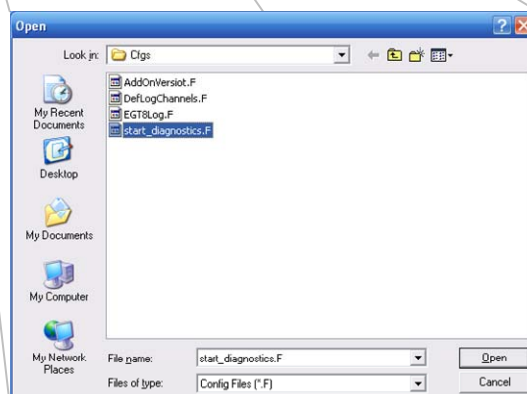 Open
Look in:
Cfgs
My Recent
Documents
Desktop
My Documents
My Computer
My Network
Places
AddOnVersiot.F
DefLogChannels.F
EGT8Log.F
start_diagnostics.F
File name:
start_diagnostics.F
Open
Files of type:
Config Files (*.F)
Cancel